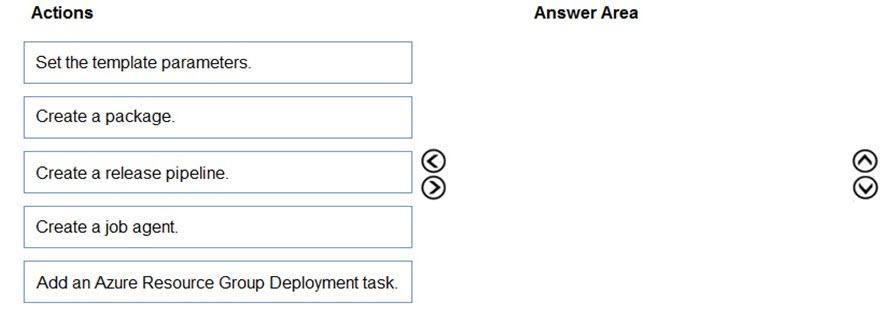 Actions
Answer Area
Set the template parameters.
Create a package.
Create a release pipeline.
Create a job agent.
Add an Azure Resource Group Deployment task.